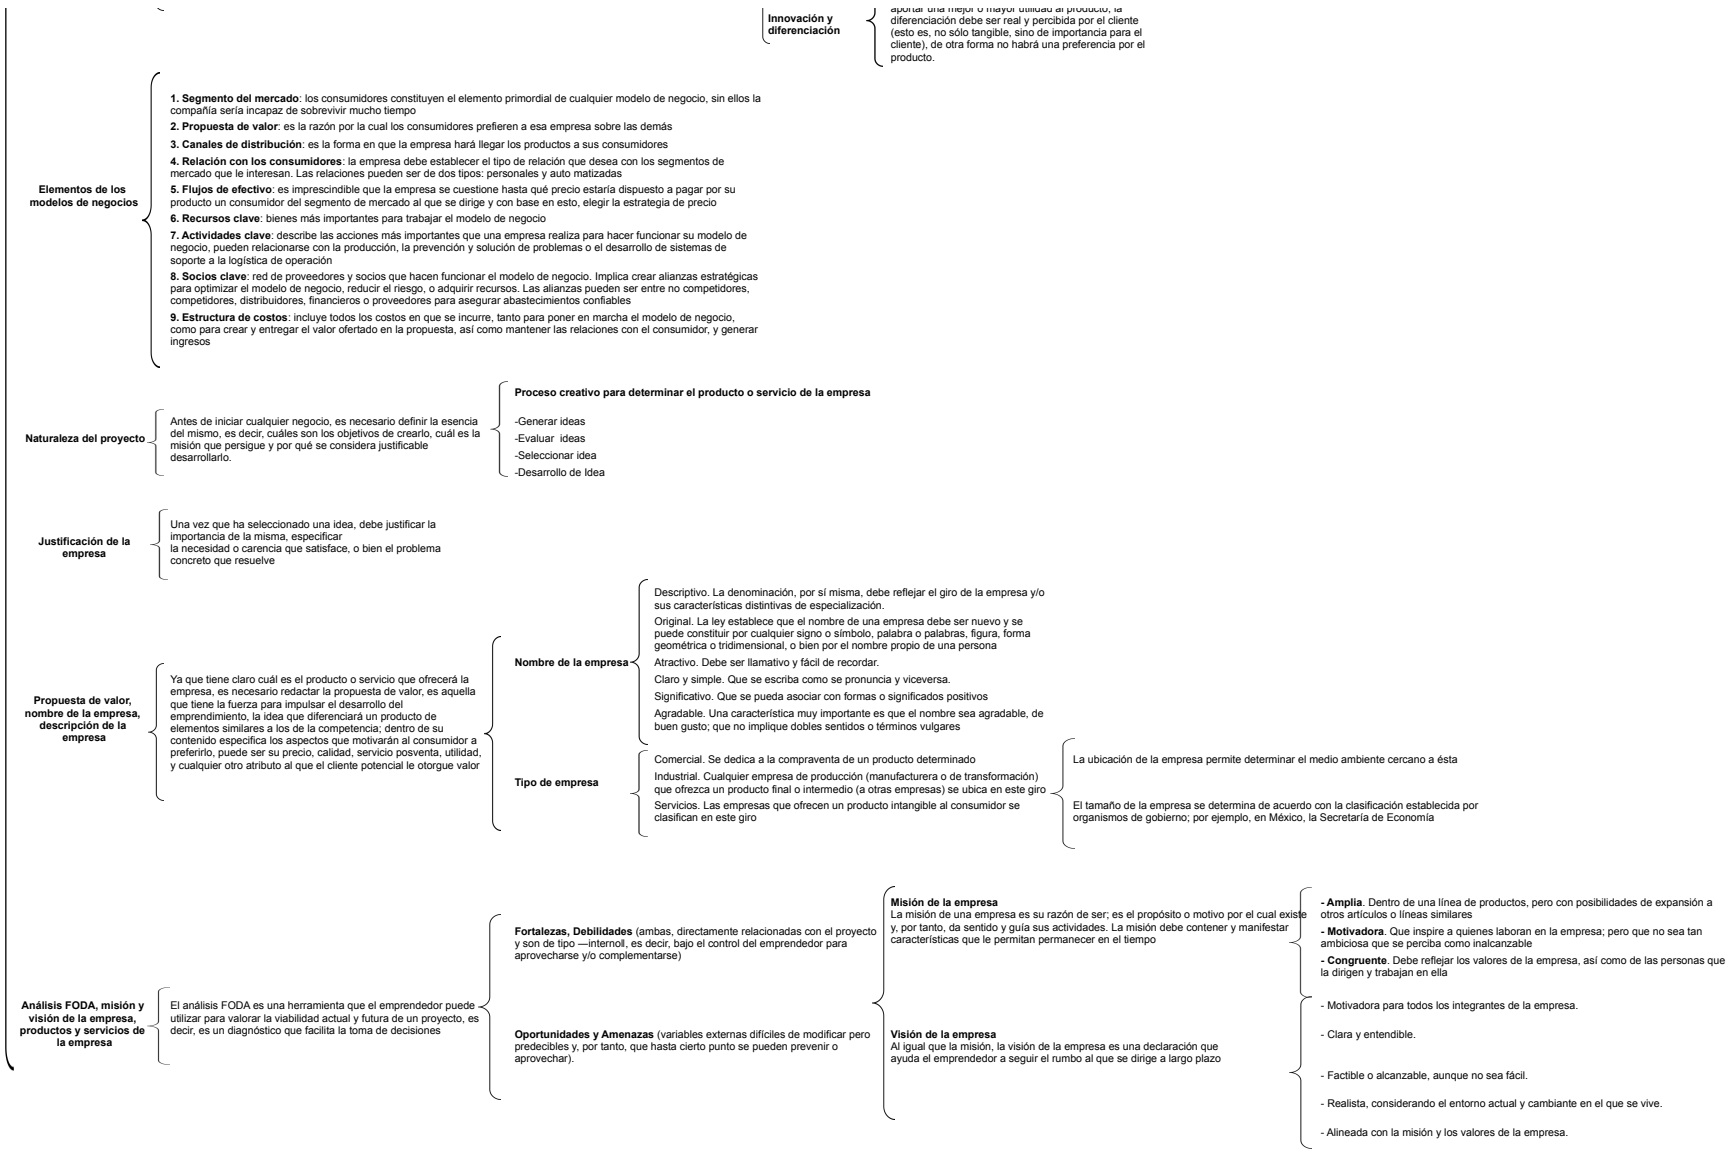 Innovación y
diferenciación
aportar una mejor o mayor utilidad al producto, la
diferenciación debe ser real y percibida por el cliente
(esto es, no sólo tangible, sino de importancia para el
cliente), de otra forma no habrá una preferencia por el
producto.
Elementos de los
modelos de negocios
1. Segmento del mercado: los consumidores constituyen el elemento primordial de cualquier modelo de negocio, sin ellos la
compañía sería incapaz de sobrevivir mucho tiempo
2. Propuesta de valor: es la razón por la cual los consumidores prefieren a esa empresa sobre las demás
3. Canales de distribución: es la forma en que la empresa hará llegar los productos a sus consumidores
4. Relación con los consumidores: la empresa debe establecer el tipo de relación que desea con los segmentos de
mercado que le interesan. Las relaciones pueden ser de dos tipos: personales y auto matizadas
5. Flujos de efectivo: es imprescindible que la empresa se cuestione hasta qué precio estaría dispuesto a pagar por su
producto un consumidor del segmento de mercado al que se dirige y con base en esto, elegir la estrategia de precio
6. Recursos clave: bienes más importantes para trabajar el modelo de negocio
7. Actividades clave: describe las acciones más importantes que una empresa realiza para hacer funcionar su modelo de
negocio, pueden relacionarse con la producción, la prevención y solución de problemas o el desarrollo de sistemas de
soporte a la logística de operación
8. Socios clave: red de proveedores y socios que hacen funcionar el modelo de negocio. Implica crear alianzas estratégicas
para optimizar el modelo de negocio, reducir el riesgo, o adquirir recursos. Las alianzas pueden ser entre no competidores,
competidores, distribuidores, financieros o proveedores para asegurar abastecimientos confiables
9. Estructura de costos: incluye todos los costos en que se incurre, tanto para poner en marcha el modelo de negocio,
como para crear y entregar el valor ofertado en la propuesta, así como mantener las relaciones con el consumidor, y generar
ingresos
Naturaleza del proyecto
Antes de iniciar cualquier negocio, es necesario definir la esencia
del mismo, es decir, cuáles son los objetivos de crearlo, cuál es la
misión que persigue y por qué se considera justificable
desarrollarlo.
Proceso creativo para determinar el producto o servicio de la empresa
-Generar ideas
-Evaluar  ideas
-Seleccionar idea
-Desarrollo de Idea
Justificación de la
empresa
Una vez que ha seleccionado una idea, debe justificar la
importancia de la misma, especificar
la necesidad o carencia que satisface, o bien el problema
concreto que resuelve
Propuesta de valor,
nombre de la empresa,
descripción de la
empresa
Ya que tiene claro cuál es el producto o servicio que ofrecerá la
empresa, es necesario redactar la propuesta de valor, es aquella
que tiene la fuerza para impulsar el desarrollo del
emprendimiento, la idea que diferenciará un producto de
elementos similares a los de la competencia; dentro de su
contenido especifica los aspectos que motivarán al consumidor a
preferirlo, puede ser su precio, calidad, servicio posventa, utilidad,
y cualquier otro atributo al que el cliente potencial le otorgue valor
Nombre de la empresa
Descriptivo. La denominación, por sí misma, debe reflejar el giro de la empresa y/o
sus características distintivas de especialización.
Original. La ley establece que el nombre de una empresa debe ser nuevo y se
puede constituir por cualquier signo o símbolo, palabra o palabras, figura, forma
geométrica o tridimensional, o bien por el nombre propio de una persona
Atractivo. Debe ser llamativo y fácil de recordar.
Claro y simple. Que se escriba como se pronuncia y viceversa.
Significativo. Que se pueda asociar con formas o significados positivos
Agradable. Una característica muy importante es que el nombre sea agradable, de
buen gusto; que no implique dobles sentidos o términos vulgares
Tipo de empresa
Comercial. Se dedica a la compraventa de un producto determinado
Industrial. Cualquier empresa de producción (manufacturera o de transformación)
que ofrezca un producto final o intermedio (a otras empresas) se ubica en este giro
Servicios. Las empresas que ofrecen un producto intangible al consumidor se
clasifican en este giro
La ubicación de la empresa permite determinar el medio ambiente cercano a ésta
El tamaño de la empresa se determina de acuerdo con la clasificación establecida por
organismos de gobierno; por ejemplo, en México, la Secretaría de Economía
Análisis FODA, misión y
visión de la empresa,
productos y servicios de
la empresa
El análisis FODA es una herramienta que el emprendedor puede
utilizar para valorar la viabilidad actual y futura de un proyecto, es
decir, es un diagnóstico que facilita la toma de decisiones
Fortalezas, Debilidades (ambas, directamente relacionadas con el proyecto
y son de tipo ―internoǁ, es decir, bajo el control del emprendedor para
aprovecharse y/o complementarse)
Oportunidades y Amenazas (variables externas difíciles de modificar pero
predecibles y, por tanto, que hasta cierto punto se pueden prevenir o
aprovechar).
Misión de la empresa
La misión de una empresa es su razón de ser; es el propósito o motivo por el cual existe
y, por tanto, da sentido y guía sus actividades. La misión debe contener y manifestar
características que le permitan permanecer en el tiempo
- Amplia. Dentro de una línea de productos, pero con posibilidades de expansión a
otros artículos o líneas similares
- Motivadora. Que inspire a quienes laboran en la empresa; pero que no sea tan
ambiciosa que se perciba como inalcanzable
- Congruente. Debe reflejar los valores de la empresa, así como de las personas que
la dirigen y trabajan en ella
Visión de la empresa
Al igual que la misión, la visión de la empresa es una declaración que
ayuda el emprendedor a seguir el rumbo al que se dirige a largo plazo
- Motivadora para todos los integrantes de la empresa.
- Clara y entendible.
- Factible o alcanzable, aunque no sea fácil.
- Realista, considerando el entorno actual y cambiante en el que se vive.
- Alineada con la misión y los valores de la empresa.